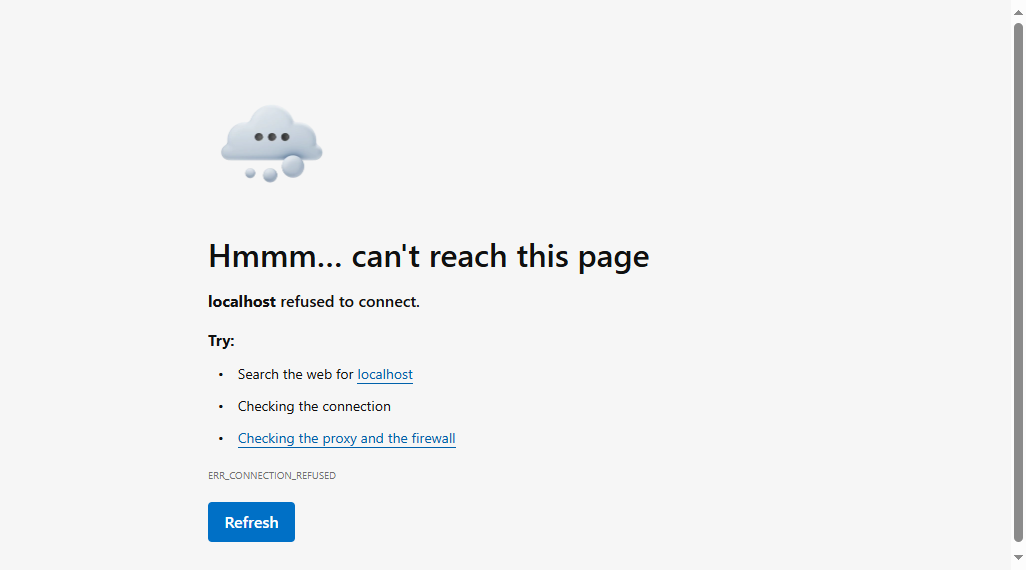 Hmmm... can't reach this page
localhost refused to connect.
Try:
• Search the web for localhost
• Checking the connection
• Checking the proxy and the firewall
ERR_CONNECTION_REFUSED
Refresh